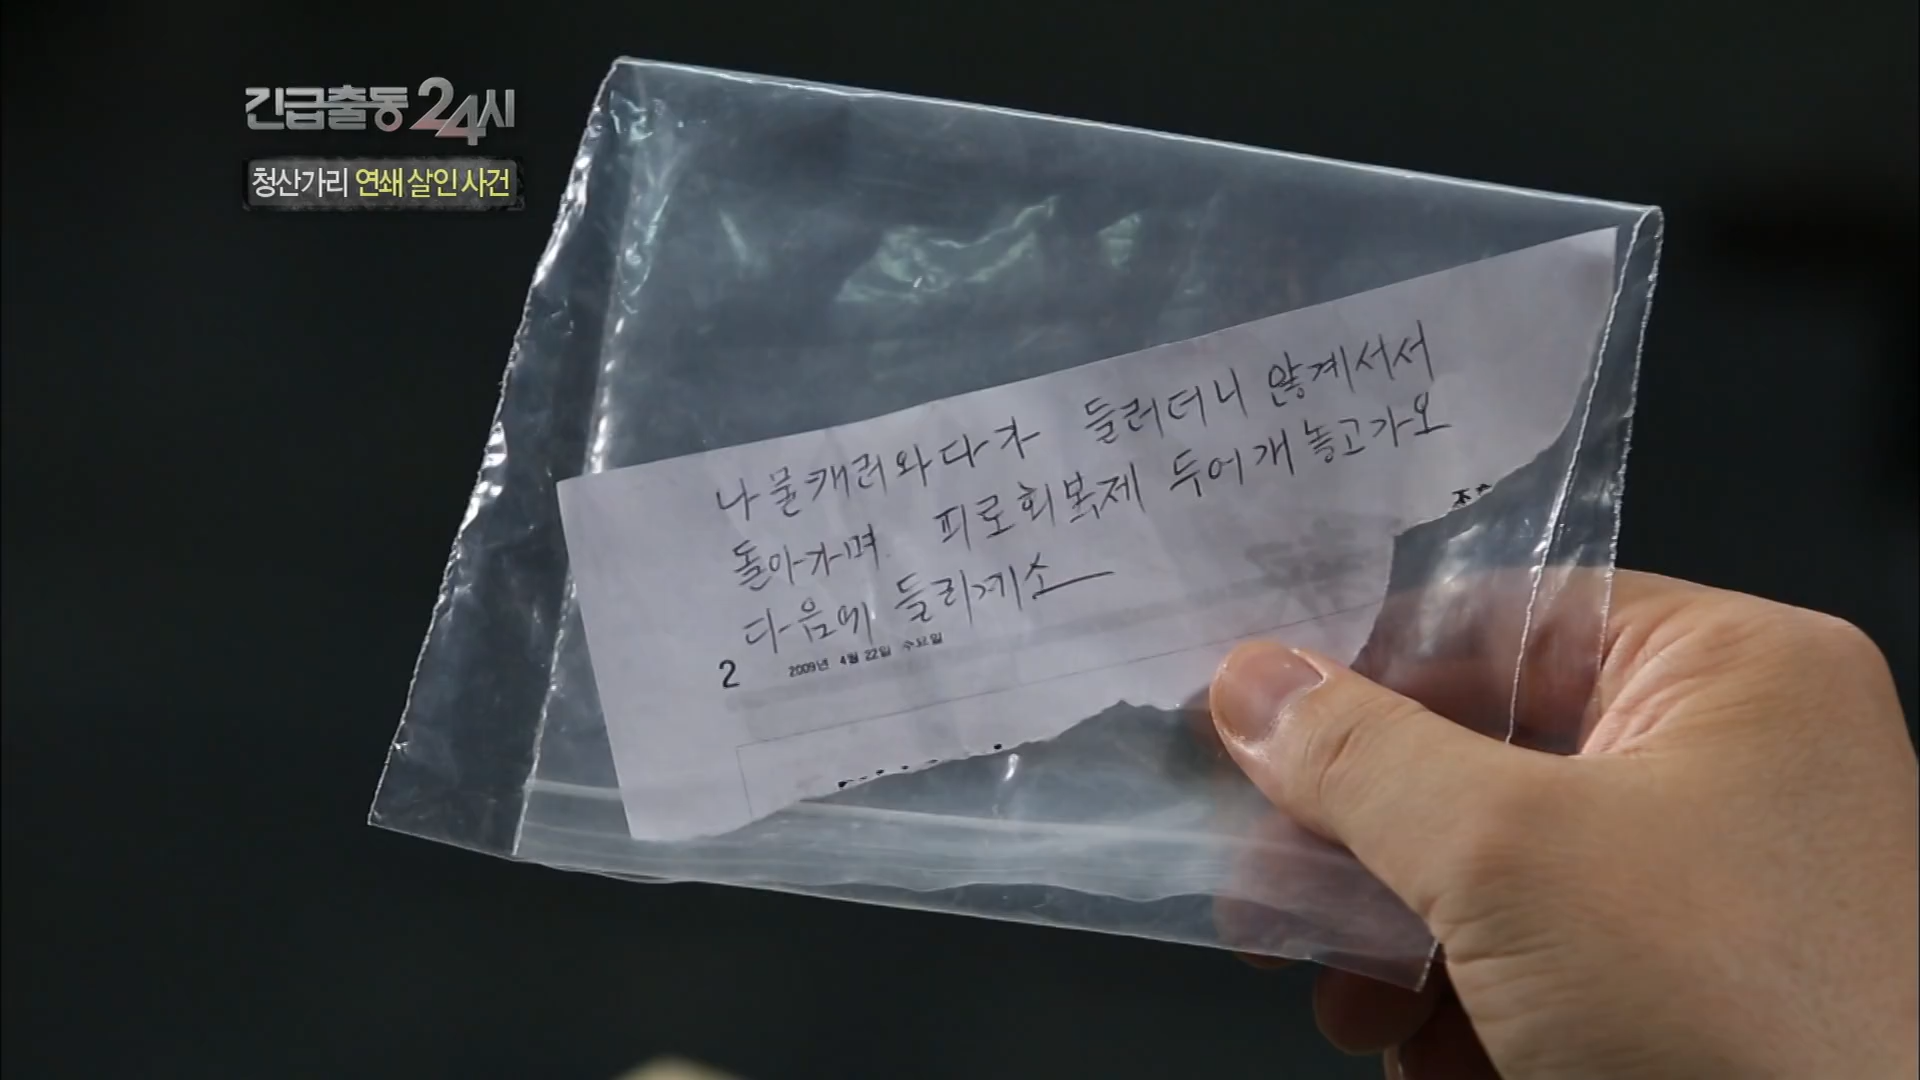 긴급출동24시
청산가리 연쇄 살인 사건
나물캐러와다가 들러더니 않계서서
돌아가며. 피로회복제 두어개 놓고가오
다음에 들리게소
2 2009년 4월 22일 수요일